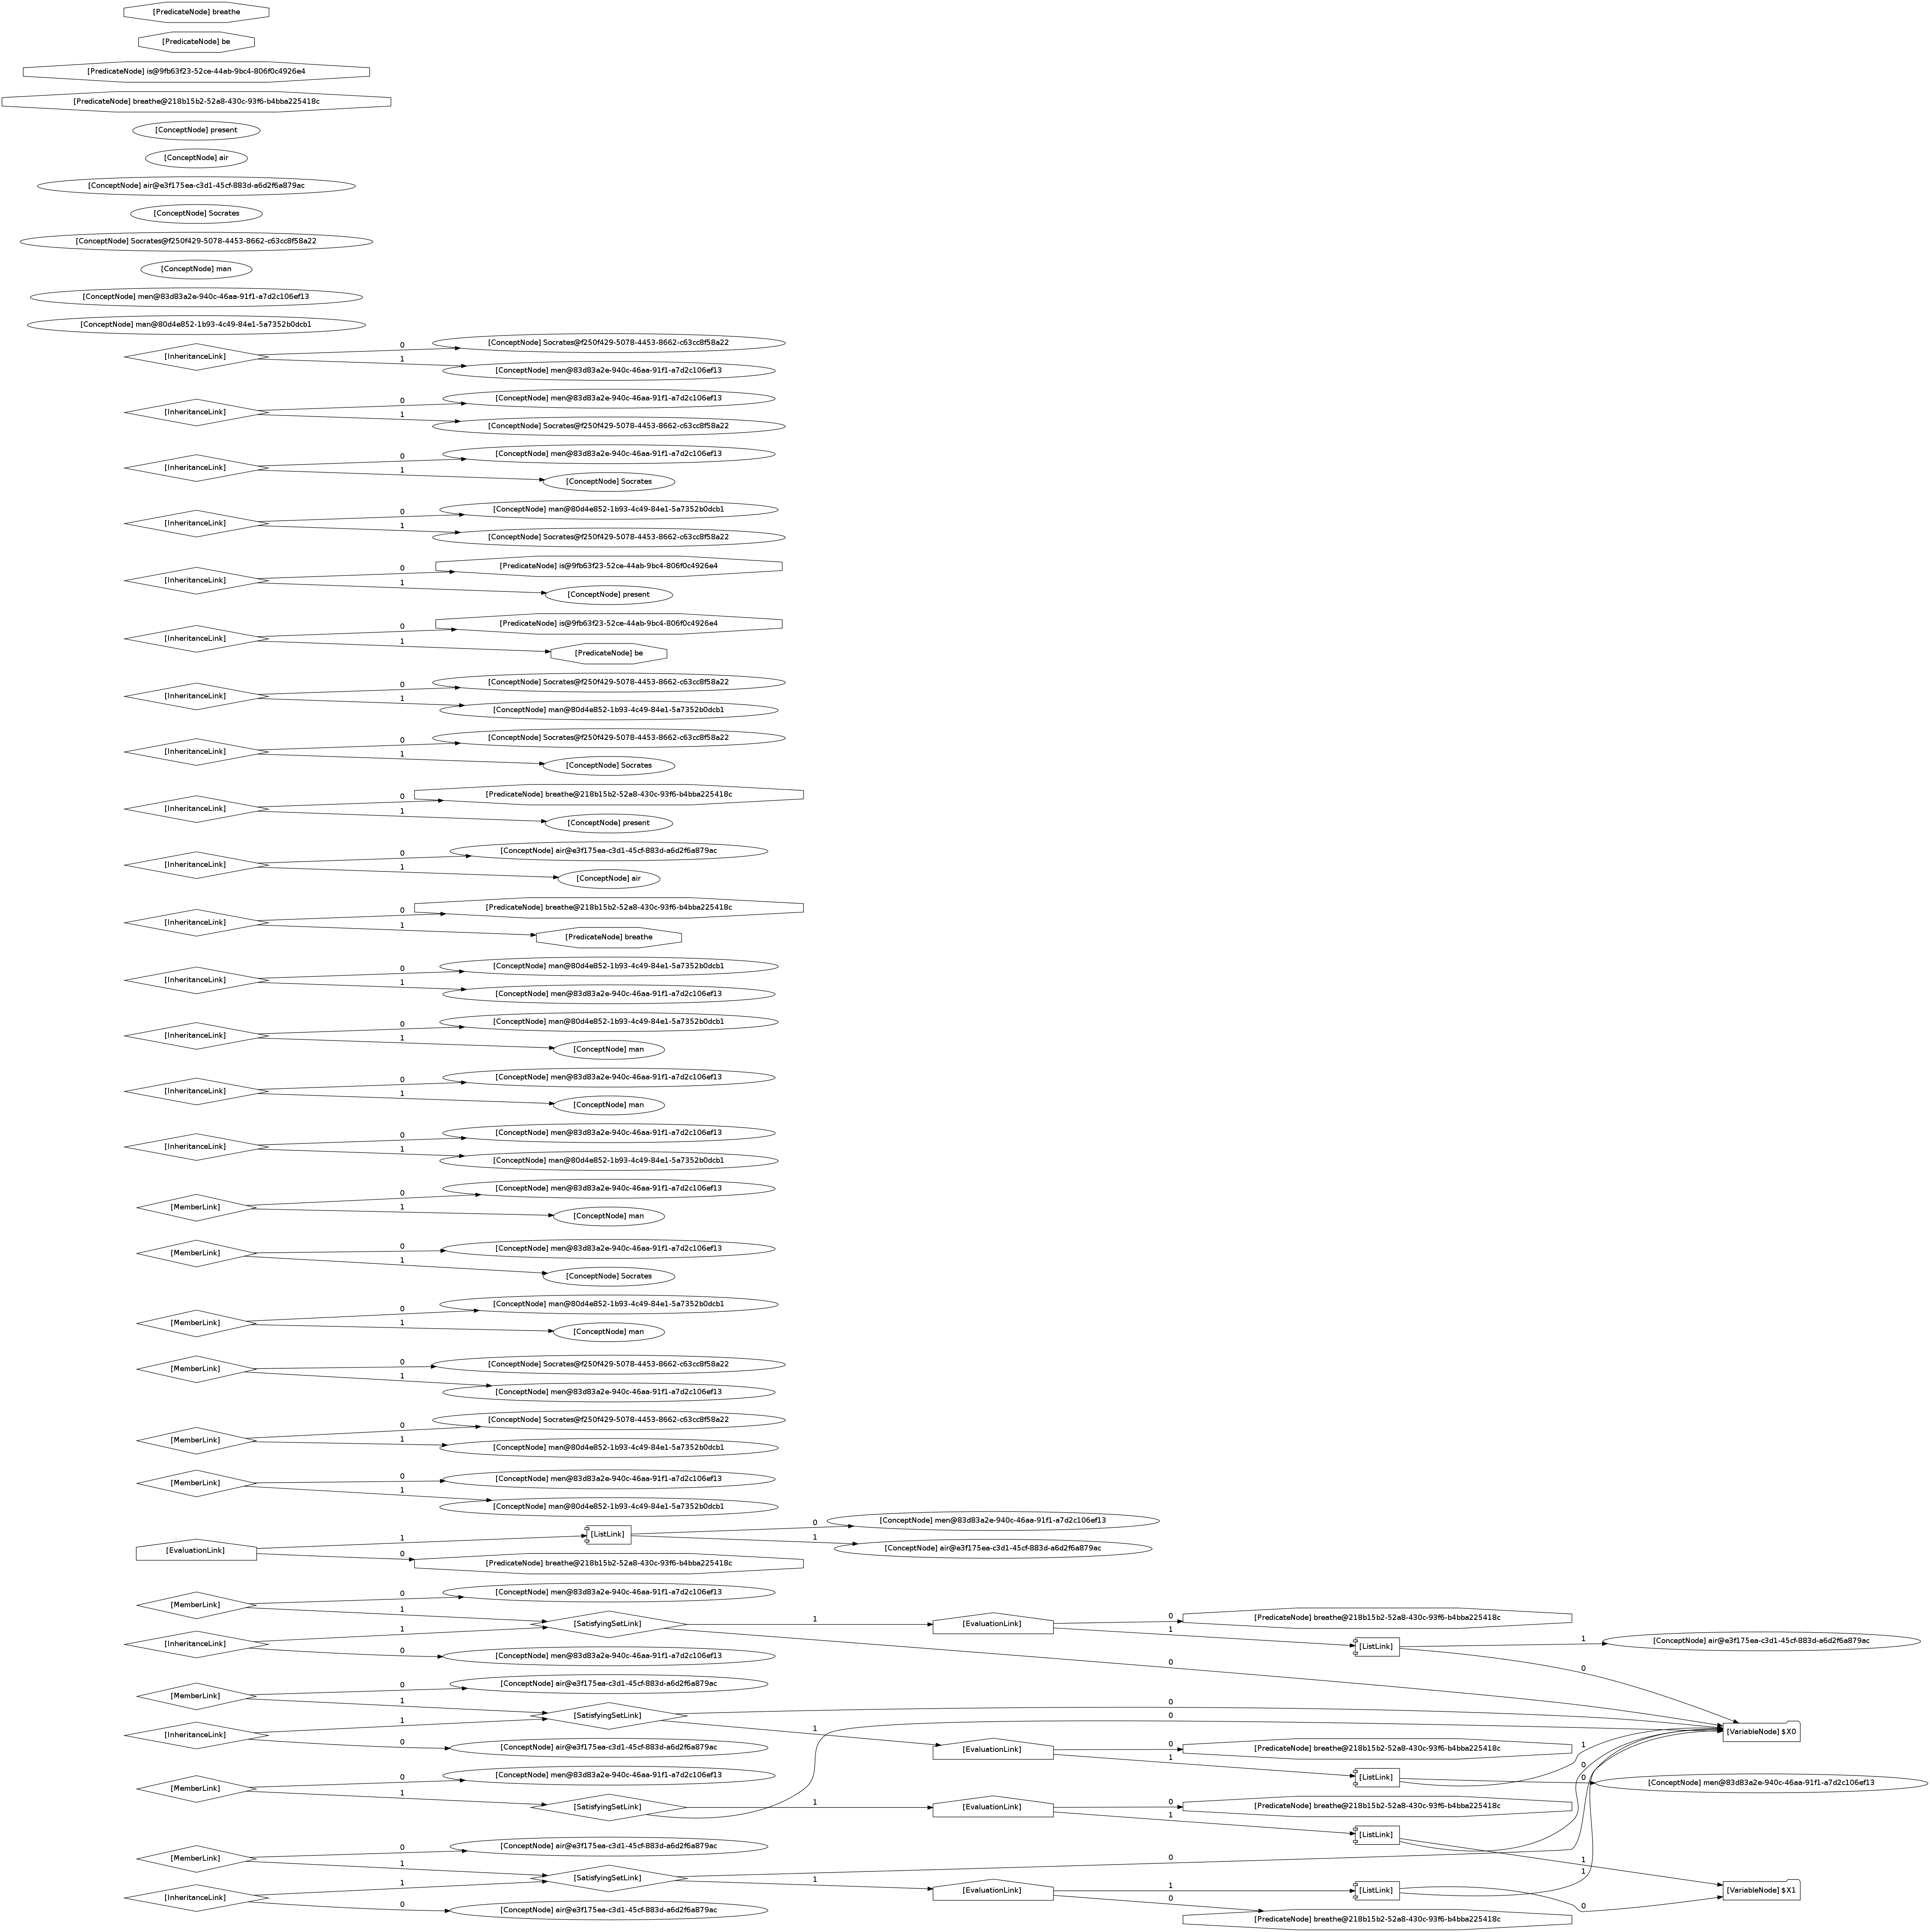 [PredicateNode] breathe
[PredicateNode] be
[PredicateNode] is@9fb63f23-52ce-44ab-9bc4-806f0c4926e4
[PredicateNode] breathe@218b15b2-52a8-430c-93f6-b4bba225418c
[ConceptNode] present
[ConceptNode] air
[ConceptNode] air@e3f175ea-c3d1-45cf-883d-a6d2f6a879ac
[ConceptNode] Socrates
[ConceptNode] Socrates@f250f429-5078-4453-8662-c63cc8f58a22
[ConceptNode] man
[ConceptNode] men@83d83a2e-940c-46aa-91f1-a7d2c106ef13
[ConceptNode] man@80d4e852-1b93-4c49-84e1-5a7352b0dcb1
[InheritanceLink]
0
[ConceptNode] Socrates@f250f429-5078-4453-8662-c63cc8f58a22
1
[ConceptNode] men@83d83a2e-940c-46aa-91f1-a7d2c106ef13
[InheritanceLink]
0
[ConceptNode] men@83d83a2e-940c-46aa-91f1-a7d2c106ef13
1
[ConceptNode] Socrates@f250f429-5078-4453-8662-c63cc8f58a22
[InheritanceLink]
0
[ConceptNode] men@83d83a2e-940c-46aa-91f1-a7d2c106ef13
1
[ConceptNode] Socrates
[InheritanceLink]
0
[ConceptNode] man@80d4e852-1b93-4c49-84e1-5a7352b0dcb1
1
[ConceptNode] Socrates@f250f429-5078-4453-8662-c63cc8f58a22
[InheritanceLink]
0
[PredicateNode] is@9fb63f23-52ce-44ab-9bc4-806f0c4926e4
1
[ConceptNode] present
[InheritanceLink]
0
[PredicateNode] is@9fb63f23-52ce-44ab-9bc4-806f0c4926e4
1
[PredicateNode] be
[InheritanceLink]
0
[ConceptNode] Socrates@f250f429-5078-4453-8662-c63cc8f58a22
1
[ConceptNode] man@80d4e852-1b93-4c49-84e1-5a7352b0dcb1
[InheritanceLink]
0
[ConceptNode] Socrates@f250f429-5078-4453-8662-c63cc8f58a22
1
[ConceptNode] Socrates
[InheritanceLink]
0
[PredicateNode] breathe@218b15b2-52a8-430c-93f6-b4bba225418c
1
[ConceptNode] present
[InheritanceLink]
0
[ConceptNode] air@e3f175ea-c3d1-45cf-883d-a6d2f6a879ac
1
[ConceptNode] air
[InheritanceLink]
0
[PredicateNode] breathe@218b15b2-52a8-430c-93f6-b4bba225418c
1
[PredicateNode] breathe
[InheritanceLink]
0
[ConceptNode] man@80d4e852-1b93-4c49-84e1-5a7352b0dcb1
1
[ConceptNode] men@83d83a2e-940c-46aa-91f1-a7d2c106ef13
[InheritanceLink]
0
[ConceptNode] man@80d4e852-1b93-4c49-84e1-5a7352b0dcb1
1
[ConceptNode] man
[InheritanceLink]
0
[ConceptNode] men@83d83a2e-940c-46aa-91f1-a7d2c106ef13
1
[ConceptNode] man
[InheritanceLink]
0
[ConceptNode] men@83d83a2e-940c-46aa-91f1-a7d2c106ef13
1
[ConceptNode] man@80d4e852-1b93-4c49-84e1-5a7352b0dcb1
[MemberLink]
0
[ConceptNode] men@83d83a2e-940c-46aa-91f1-a7d2c106ef13
1
[ConceptNode] man
[MemberLink]
0
[ConceptNode] men@83d83a2e-940c-46aa-91f1-a7d2c106ef13
1
[ConceptNode] Socrates
[MemberLink]
0
[ConceptNode] man@80d4e852-1b93-4c49-84e1-5a7352b0dcb1
1
[ConceptNode] man
[MemberLink]
0
[ConceptNode] Socrates@f250f429-5078-4453-8662-c63cc8f58a22
1
[ConceptNode] men@83d83a2e-940c-46aa-91f1-a7d2c106ef13
[MemberLink]
0
[ConceptNode] Socrates@f250f429-5078-4453-8662-c63cc8f58a22
1
[ConceptNode] man@80d4e852-1b93-4c49-84e1-5a7352b0dcb1
[MemberLink]
0
[ConceptNode] men@83d83a2e-940c-46aa-91f1-a7d2c106ef13
1
[ConceptNode] man@80d4e852-1b93-4c49-84e1-5a7352b0dcb1
[EvaluationLink]
1
[ListLink]
0
[ConceptNode] men@83d83a2e-940c-46aa-91f1-a7d2c106ef13
1
[ConceptNode] air@e3f175ea-c3d1-45cf-883d-a6d2f6a879ac
0
[PredicateNode] breathe@218b15b2-52a8-430c-93f6-b4bba225418c
[MemberLink]
0
[ConceptNode] men@83d83a2e-940c-46aa-91f1-a7d2c106ef13
1
[SatisfyingSetLink]
1
[EvaluationLink]
0
[PredicateNode] breathe@218b15b2-52a8-430c-93f6-b4bba225418c
1
[ListLink]
1
[ConceptNode] air@e3f175ea-c3d1-45cf-883d-a6d2f6a879ac
0
0
[InheritanceLink]
1
0
[ConceptNode] men@83d83a2e-940c-46aa-91f1-a7d2c106ef13
[MemberLink]
0
[ConceptNode] air@e3f175ea-c3d1-45cf-883d-a6d2f6a879ac
1
[SatisfyingSetLink]
0
0
[VariableNode] $X0
[InheritanceLink]
1
0
[ConceptNode] air@e3f175ea-c3d1-45cf-883d-a6d2f6a879ac
1
[EvaluationLink]
0
[PredicateNode] breathe@218b15b2-52a8-430c-93f6-b4bba225418c
1
[ListLink]
1
0
0
[ConceptNode] men@83d83a2e-940c-46aa-91f1-a7d2c106ef13
[MemberLink]
0
[ConceptNode] men@83d83a2e-940c-46aa-91f1-a7d2c106ef13
1
[SatisfyingSetLink]
1
[EvaluationLink]
0
[PredicateNode] breathe@218b15b2-52a8-430c-93f6-b4bba225418c
1
[ListLink]
1
[MemberLink]
0
[ConceptNode] air@e3f175ea-c3d1-45cf-883d-a6d2f6a879ac
1
[SatisfyingSetLink]
0
1
[EvaluationLink]
1
[ListLink]
1
0
[VariableNode] $X1
[InheritanceLink]
1
0
[ConceptNode] air@e3f175ea-c3d1-45cf-883d-a6d2f6a879ac
0
[PredicateNode] breathe@218b15b2-52a8-430c-93f6-b4bba225418c